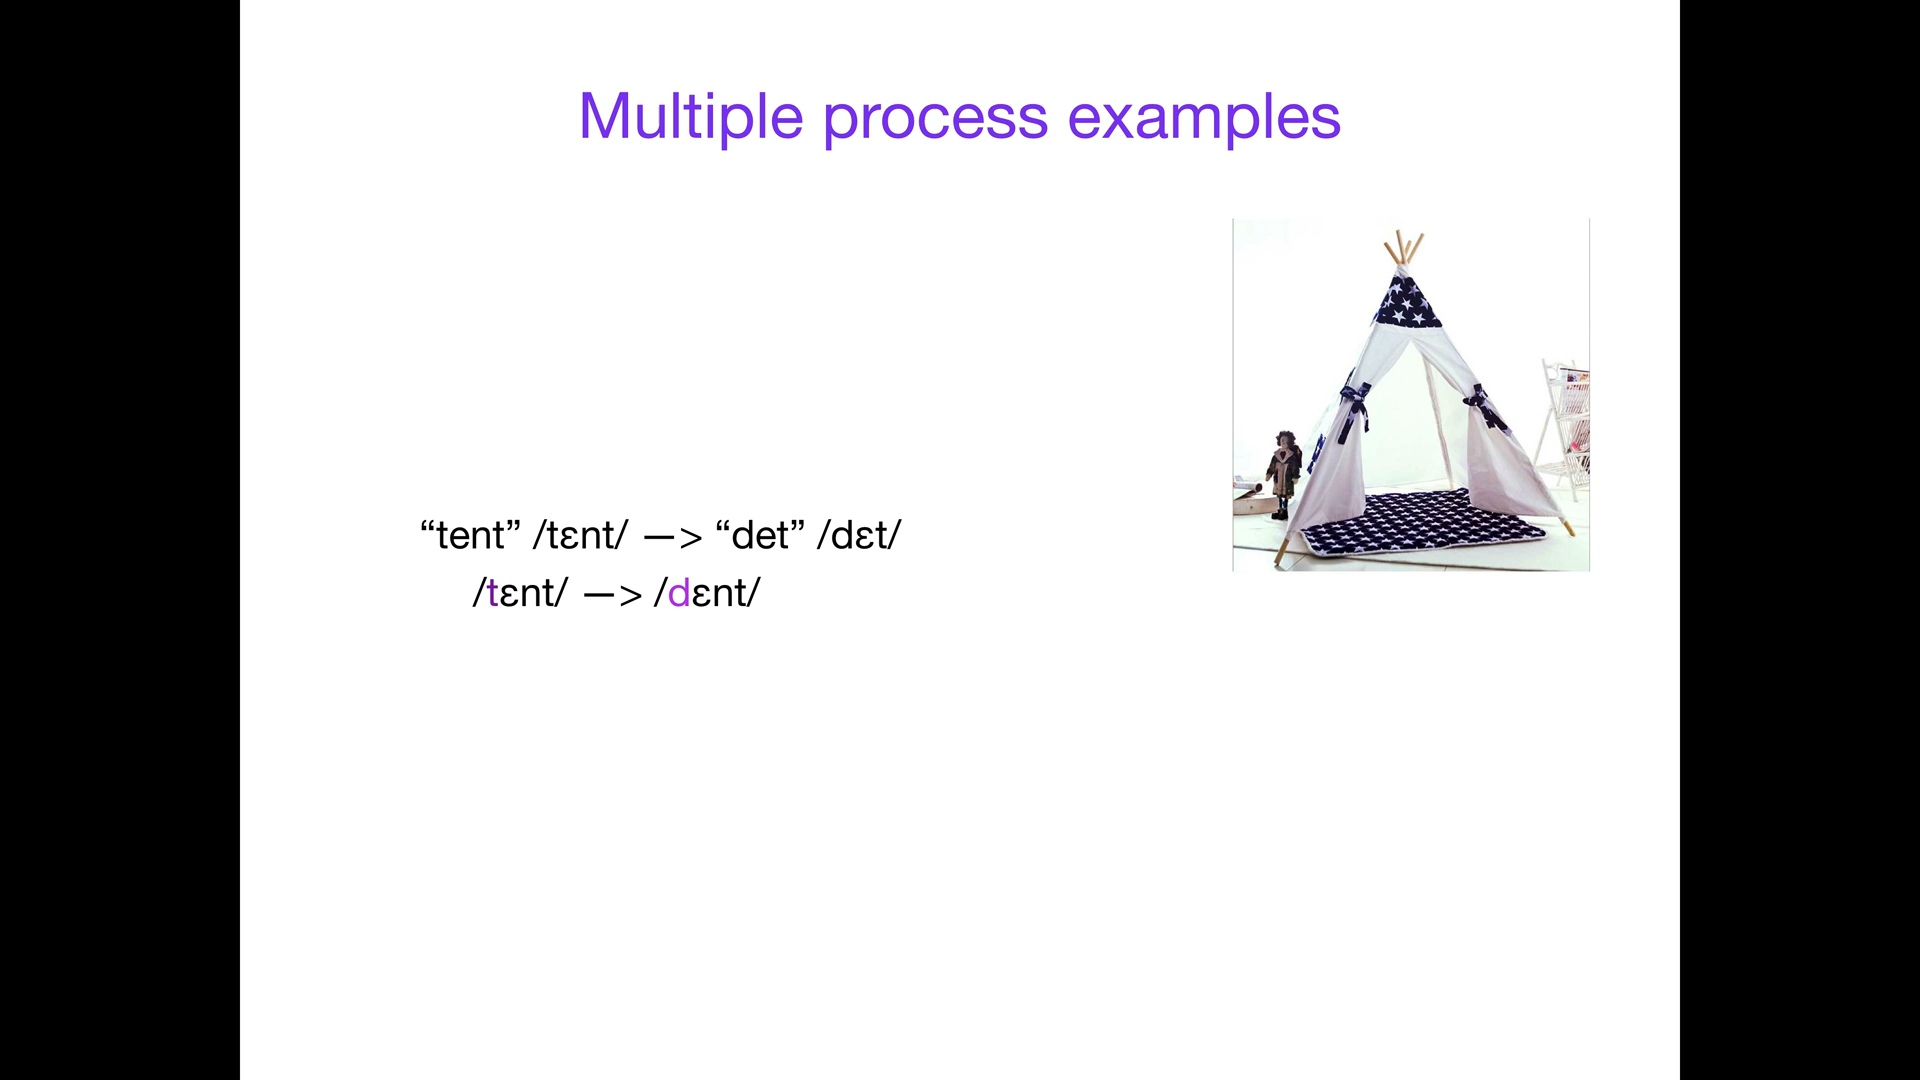 Multiple process examples
“tent” /tɛnt/ —> “det” /dɛt/
/tɛnt/ —> /dɛnt/